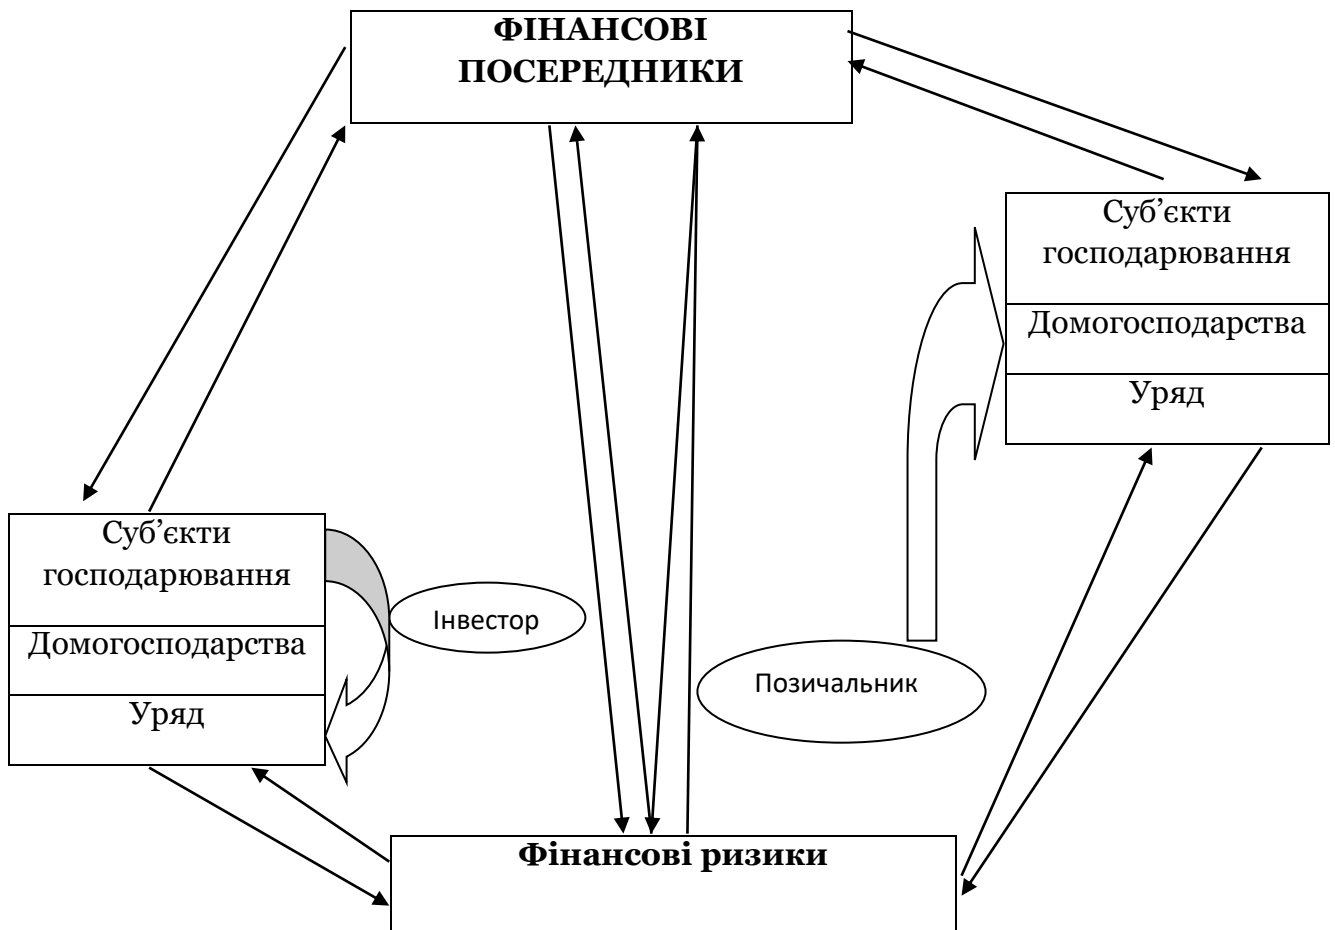 ФІНАНСОВІ
ПОСЕРЕДНИКИ
Суб’єкти
господарювання
Домогосподарства
Уряд
Суб’єкти
господарювання
Домогосподарства
Уряд
Інвестор
Позичальник
Фінансові ризики